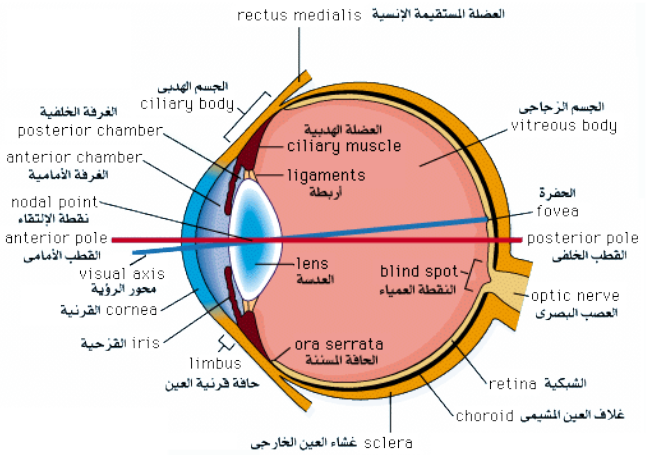 rectus medialis العضلة المستقيمة الإنسية
الجسم الهدبى
ciliary body
الغرفة الخلفية
posterior chamber
anterior chamber
الغرفة الأمامية
nodal point
نقطة الإلتقاء
anterior pole
القطب الأمامى
visual axis
محور الرؤية
القرنية cornea
القزحية iris
limbus
حافة قرنية العين
العضلة الهدبية
ciliary muscle
ligaments
أربطة
lens
العدسة
ora serrata
الحافة المسننة
blind spot
النقطة العمياء
الجسم الزجاجى
vitreous body
الحفرة
fovea
posterior pole
القطب الخلفى
optic nerve
العصب البصرى
retina الشبكية
choroid غلاف العين المشيمى
غشاء العين الخارجى sclera